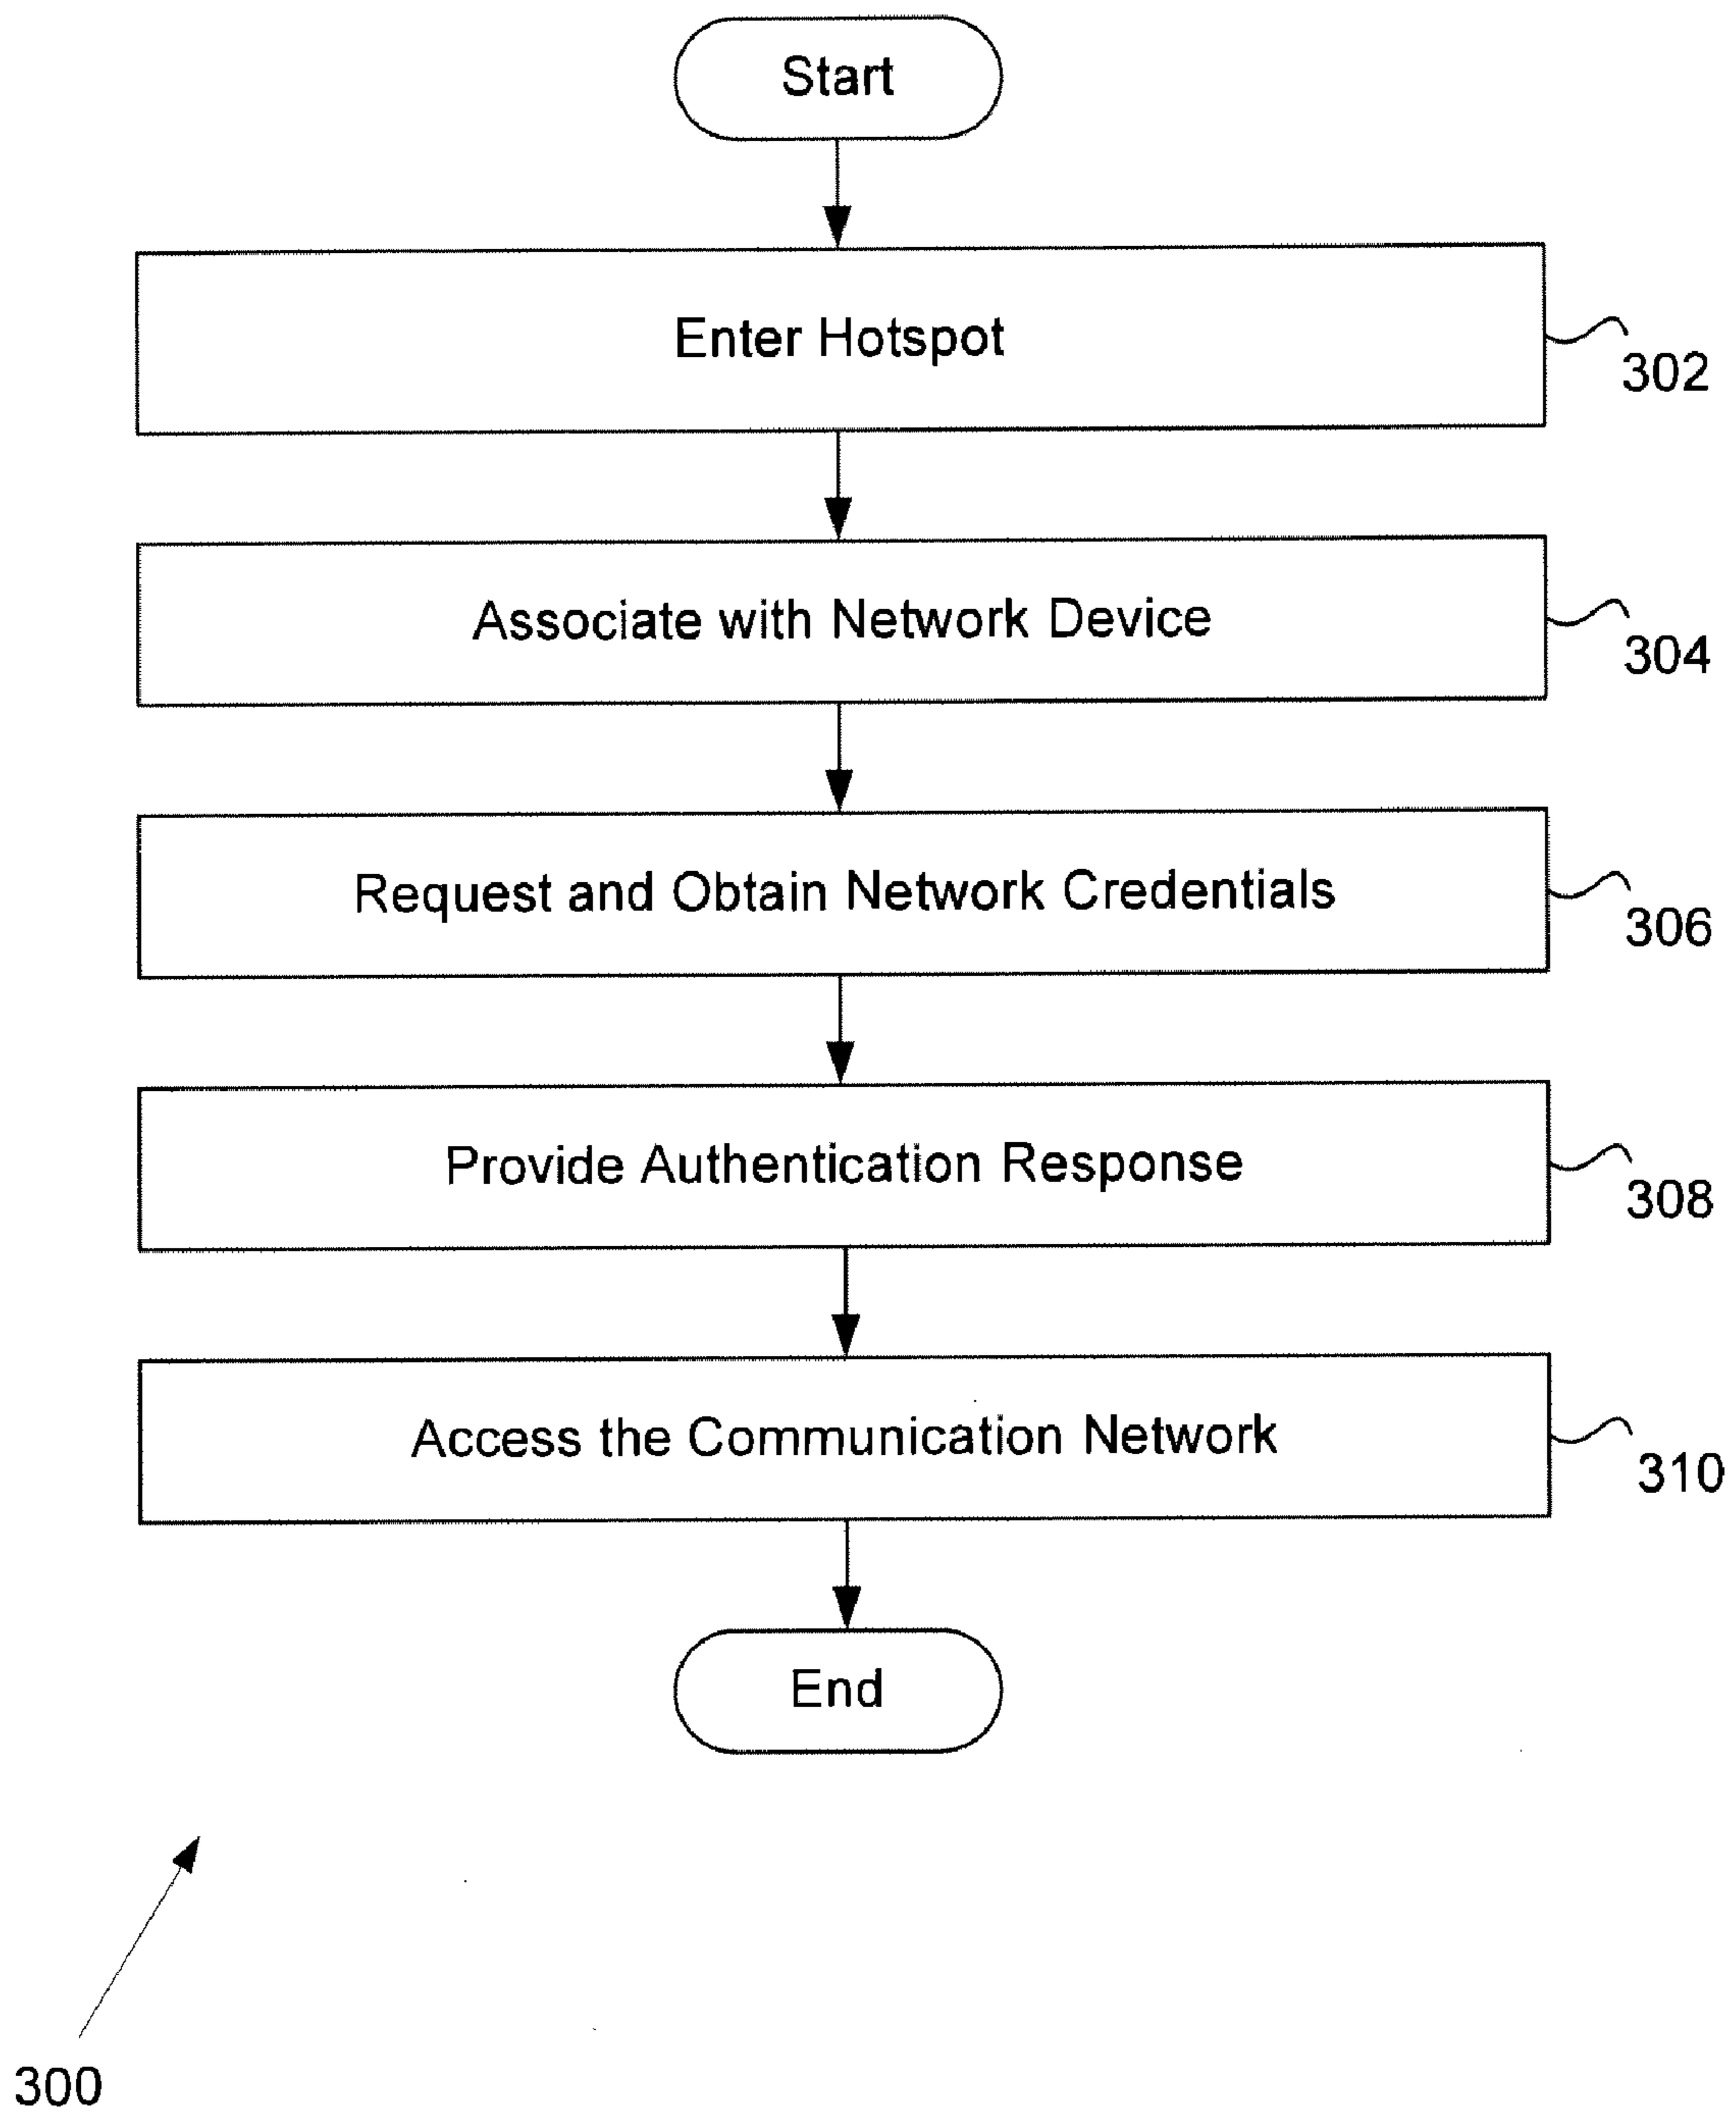 Start
Enter Hotspot
302
Associate with Network Device
304
Request and Obtain Network Credentials
306
Provide Authentication Response
308
Access the Communication Network
310
End
300